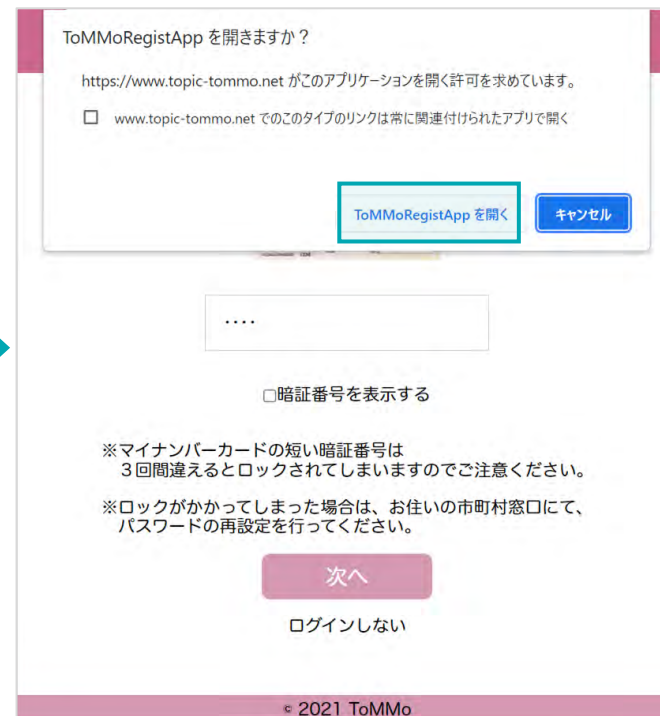 ToMMoRegistApp を開きますか？
https://www.topic-tommo.net がこのアプリケーションを開く許可を求めています。
www.topic-tommo.net でのこのタイプのリンクは常に関連付けられたアプリで開く
ToMMoRegistApp を開く
キャンセル
····
暗証番号を表示する
※マイナンバーカードの短い暗証番号は
３回間違えるとロックされてしまいますのでご注意ください。
※ロックがかかってしまった場合は、お住いの市町村窓口にて、
パスワードの再設定を行ってください。
次へ
ログインしない
© 2021 ToMMo